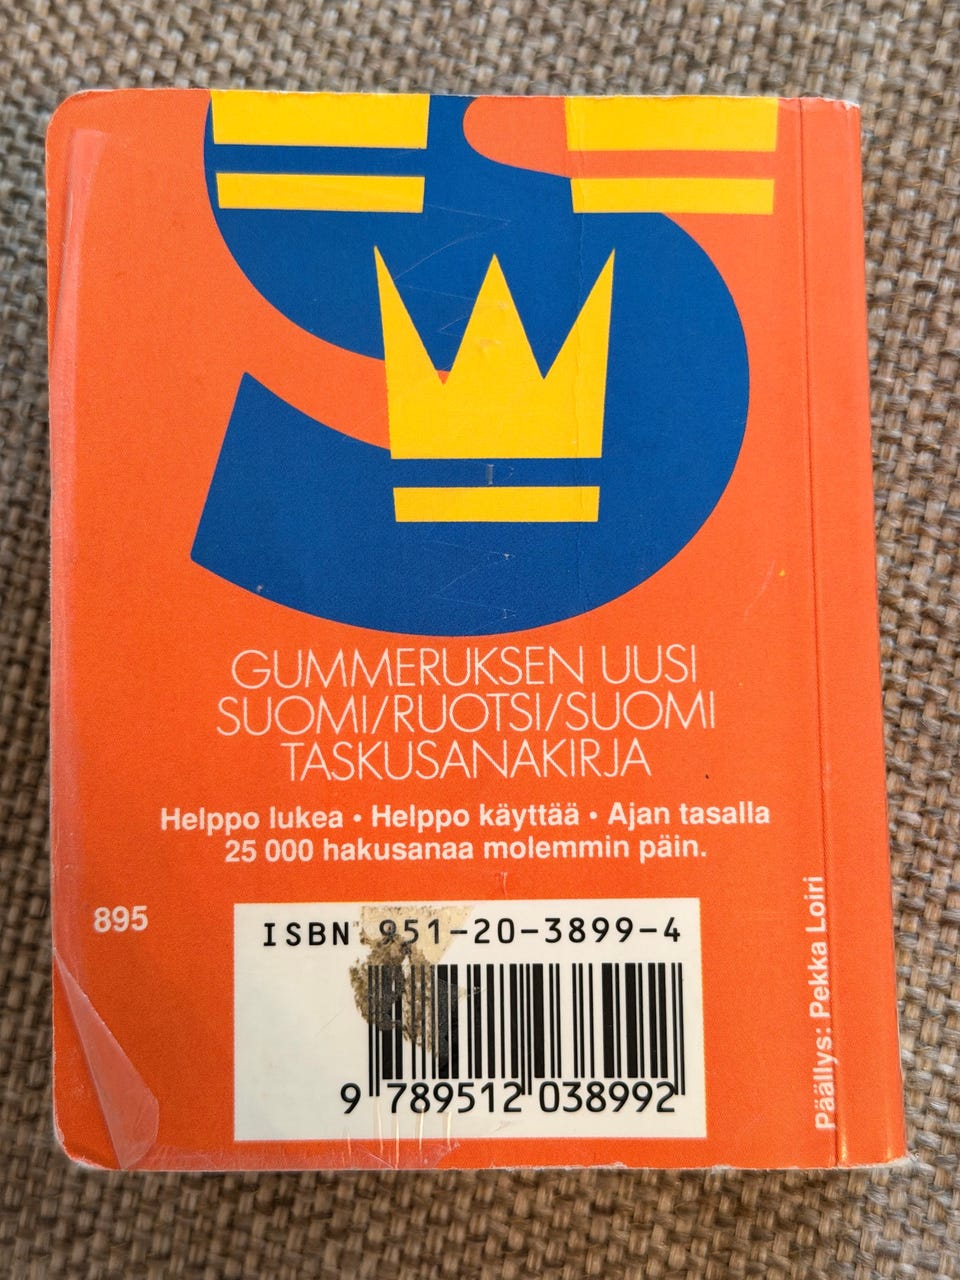 GUMMERUKSEN UUSI
SUOMI/RUOTSI/SUOMI
TASKUSANAKIRJA
Helppo lukea • Helppo käyttää • Ajan tasalla
25 000 hakusanaa molemmin päin.
895
ISBN 951-20-3899-4
9 789512 038992
Päällys: Pekka Loiri